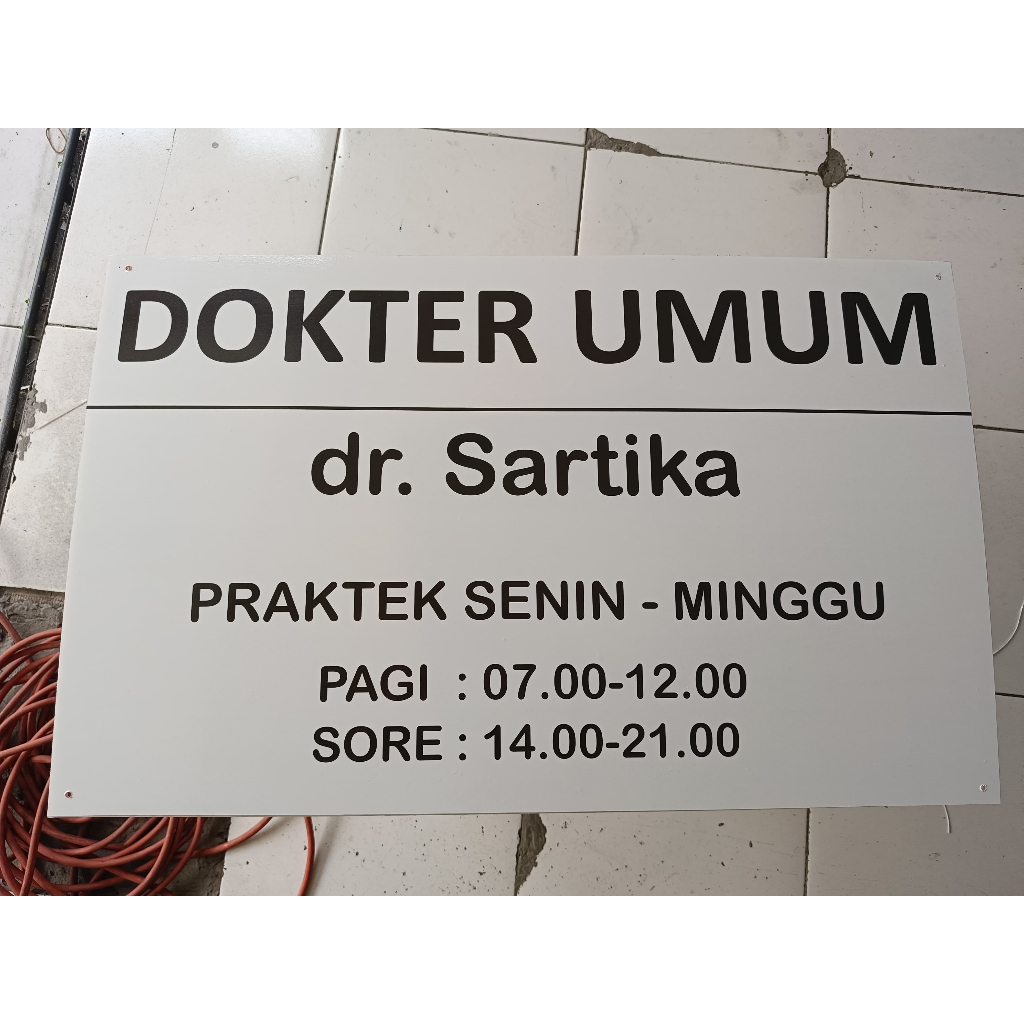 DOKTER UMUM
dr. Sartika
PRAKTEK SENIN - MINGGU
PAGI : 07.00-12.00
SORE : 14.00-21.00